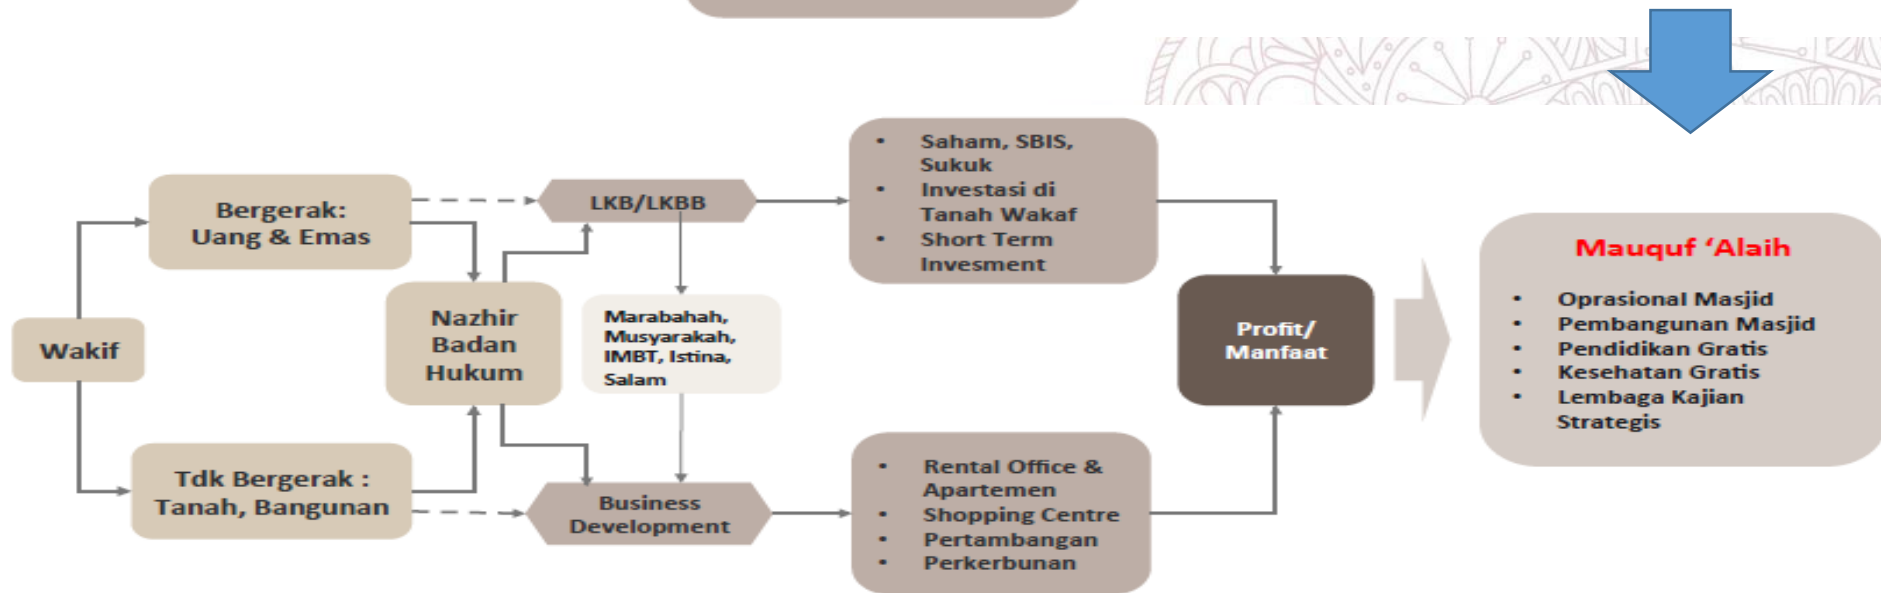 Wakif
Bergerak:
Uang & Emas
Tdk Bergerak :
Tanah, Bangunan
Nazhir
Badan
Hukum
LKB/LKBB
Marabahah,
Musyarakah,
IMBT, Istina,
Salam
Business
Development
• Saham, SBIS,
Sukuk
• Investasi di
Tanah Wakaf
• Short Term
Invesment
• Rental Office &
Apartemen
• Shopping Centre
• Pertambangan
• Perkerbunan
Profit/
Manfaat
Mauquf ‘Alaih
• Oprasional Masjid
• Pembangunan Masjid
• Pendidikan Gratis
• Kesehatan Gratis
• Lembaga Kajian
Strategis